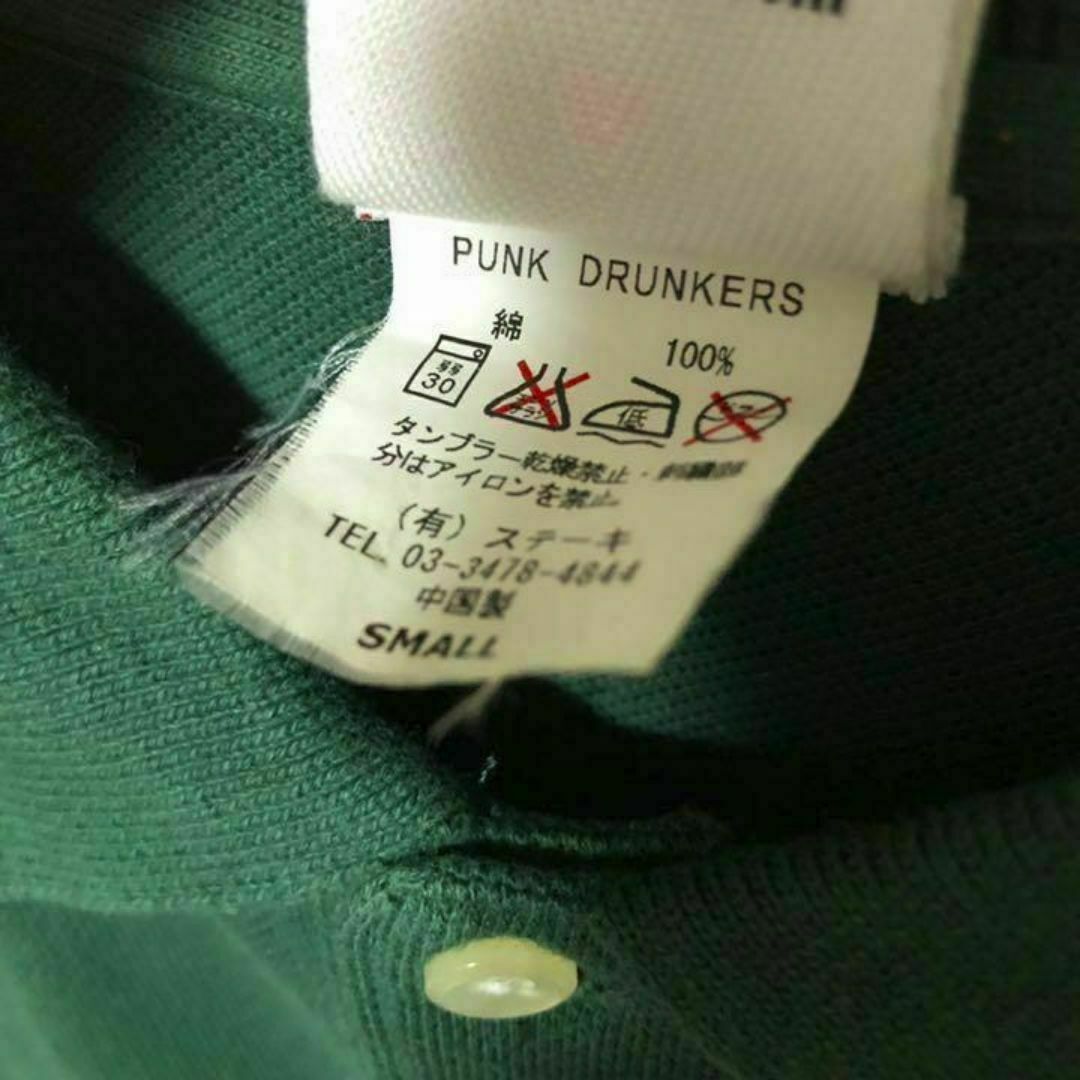 PUNK DRUNKERS
綿 100%
弱 30 低
タンブラー乾燥禁止・刺繍部
分はアイロンを禁止
(有) ステーキ
TEL 03-3478-4844
中国製
SMALL